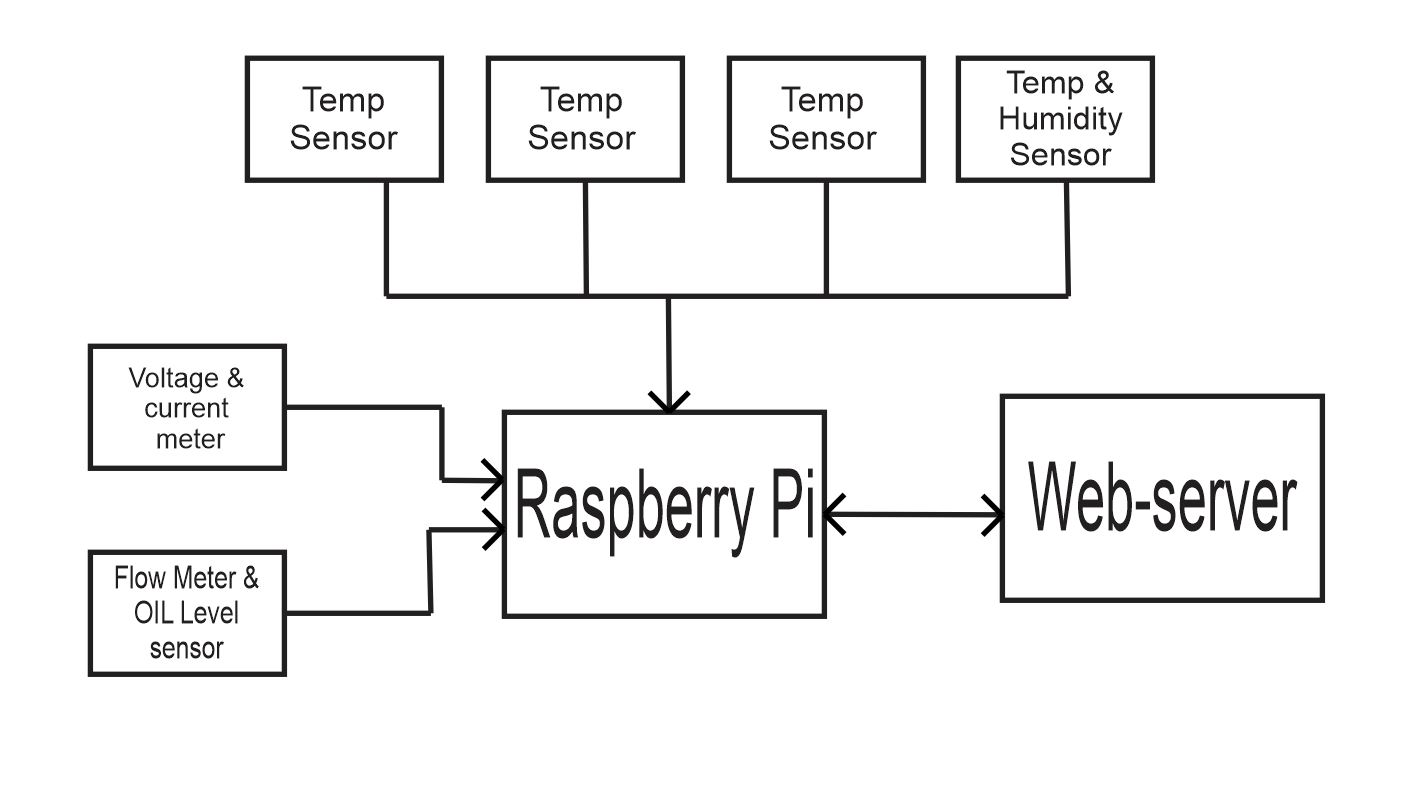 Temp
Sensor
Temp
Sensor
Temp
Sensor
Temp &
Humidity
Sensor
Voltage &
current
meter
Raspberry Pi
Web-server
Flow Meter &
OIL Level
sensor